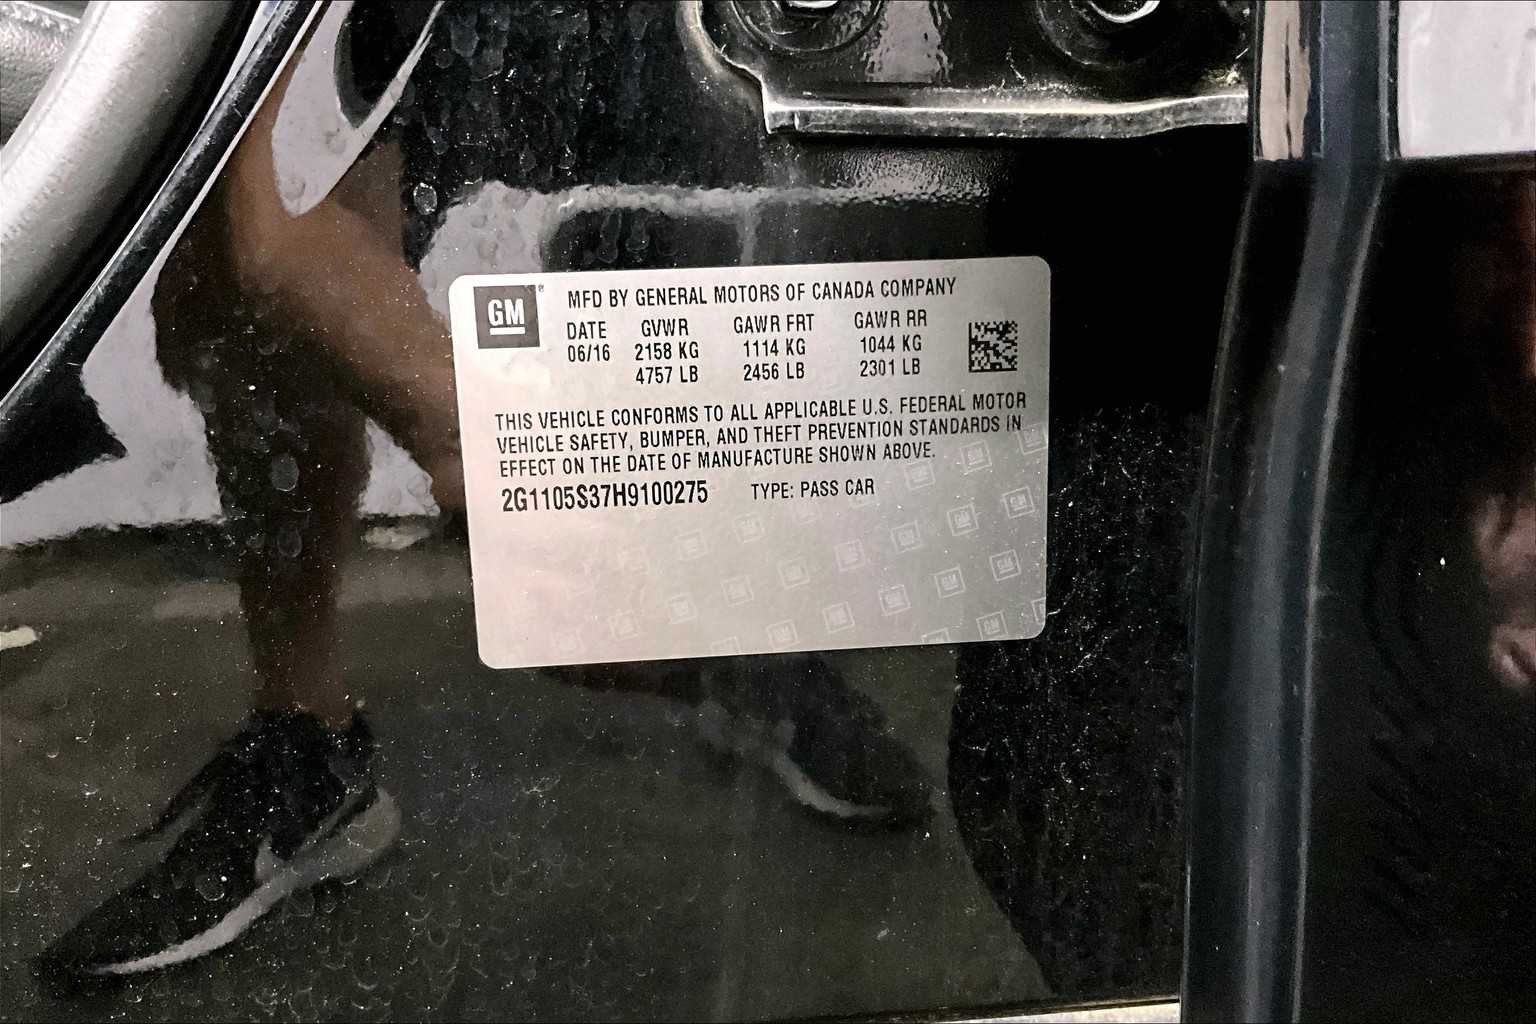 GM ® MFD BY GENERAL MOTORS OF CANADA COMPANY
DATE GVWR GAWR FRT GAWR RR
06/16 2158 KG 1114 KG 1044 KG
4757 LB 2456 LB 2301 LB
THIS VEHICLE CONFORMS TO ALL APPLICABLE U.S. FEDERAL MOTOR
VEHICLE SAFETY, BUMPER, AND THEFT PREVENTION STANDARDS IN
EFFECT ON THE DATE OF MANUFACTURE SHOWN ABOVE.
2G1105S37H9100275 TYPE: PASS CAR